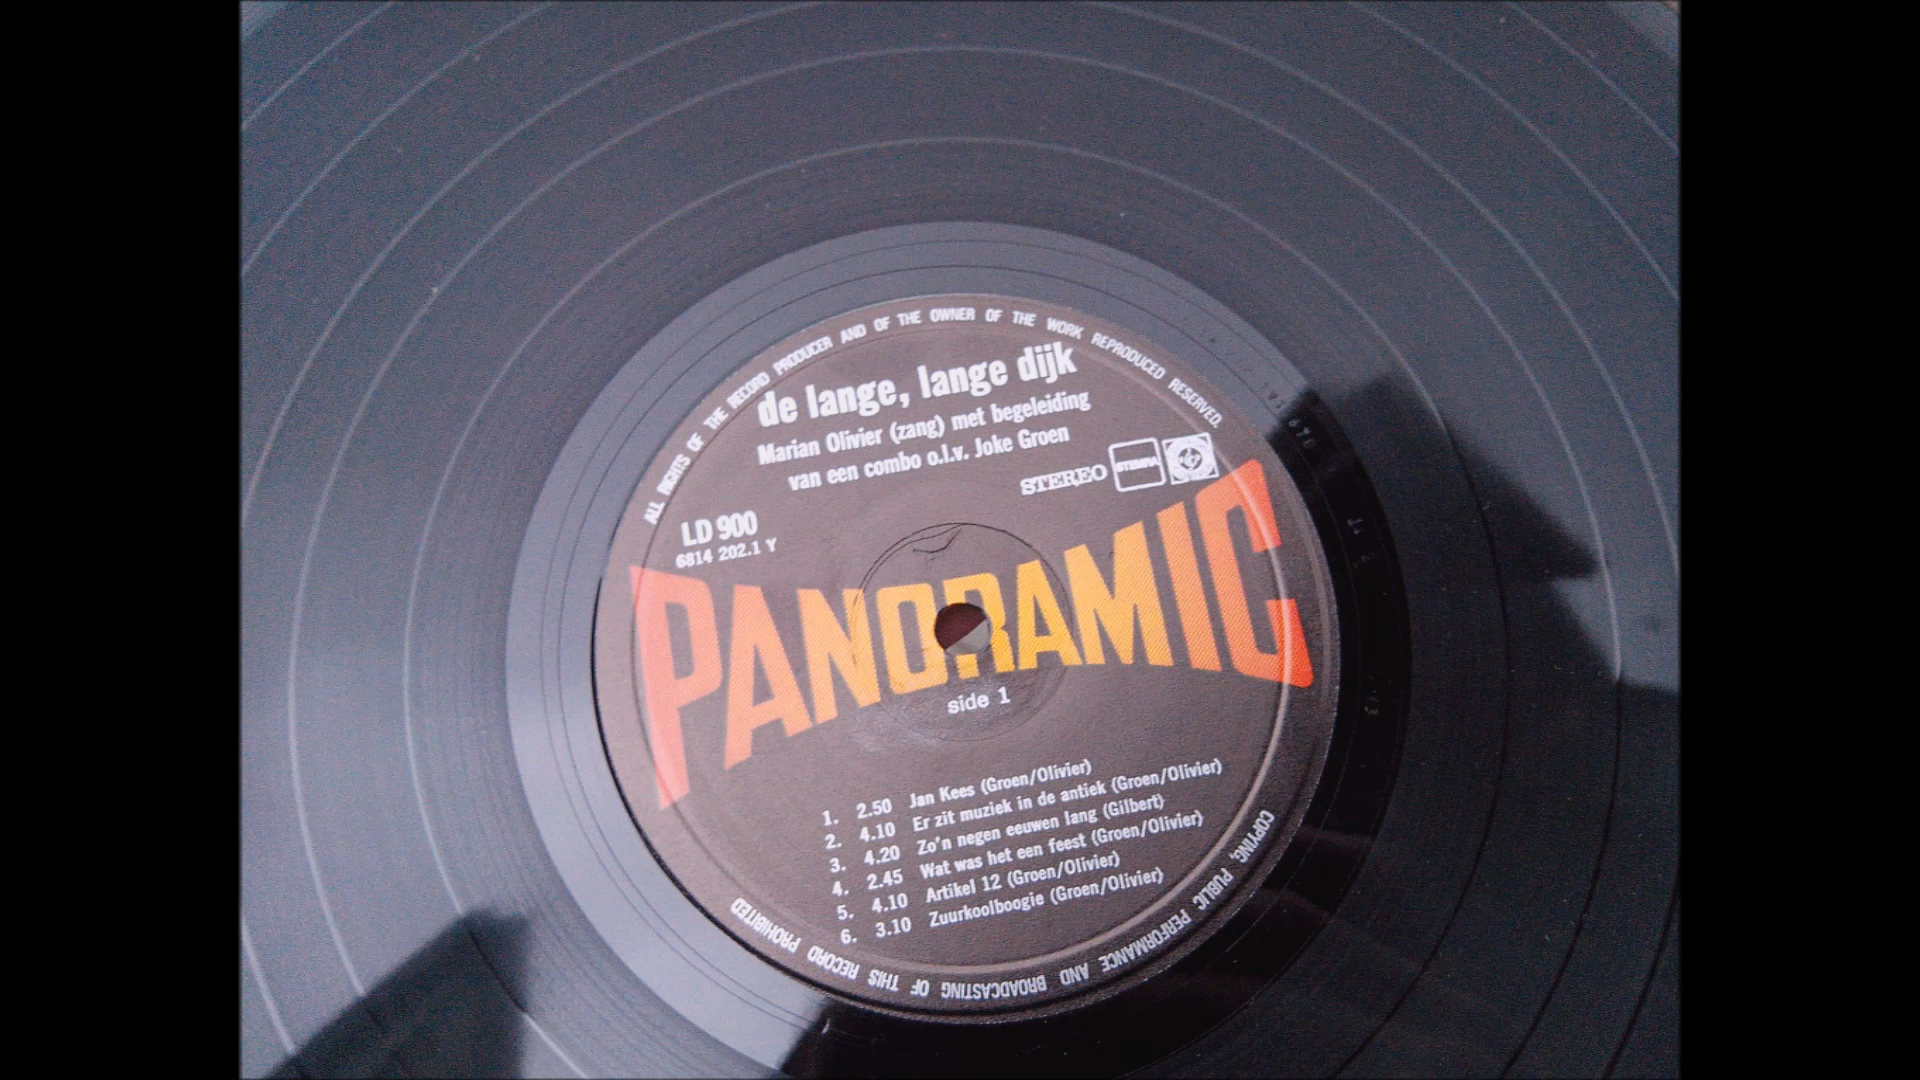 ALL RIGHTS OF THE RECORD PRODUCER AND OF THE OWNER OF THE WORK REPRODUCED RESERVED.
de lange, lange dijk
Marian Olivier (zang) met begeleiding
van een combo o.l.v. Joke Groen
STEREO STEMRA
LD 900
6814 202.1 Y
PANORAMIC
side 1
1. 2.50 Jan Kees (Groen/Olivier)
2. 4.10 Er zit muziek in de antiek (Groen/Olivier)
3. 4.20 Zo'n negen eeuwen lang (Gilbert)
4. 2.45 Wat was het een feest (Groen/Olivier)
5. 4.10 Artikel 12 (Groen/Olivier)
6. 3.10 Zuurkoolboogie (Groen/Olivier)
COPYING, PUBLIC PERFORMANCE AND BROADCASTING OF THIS RECORD PROHIBITED